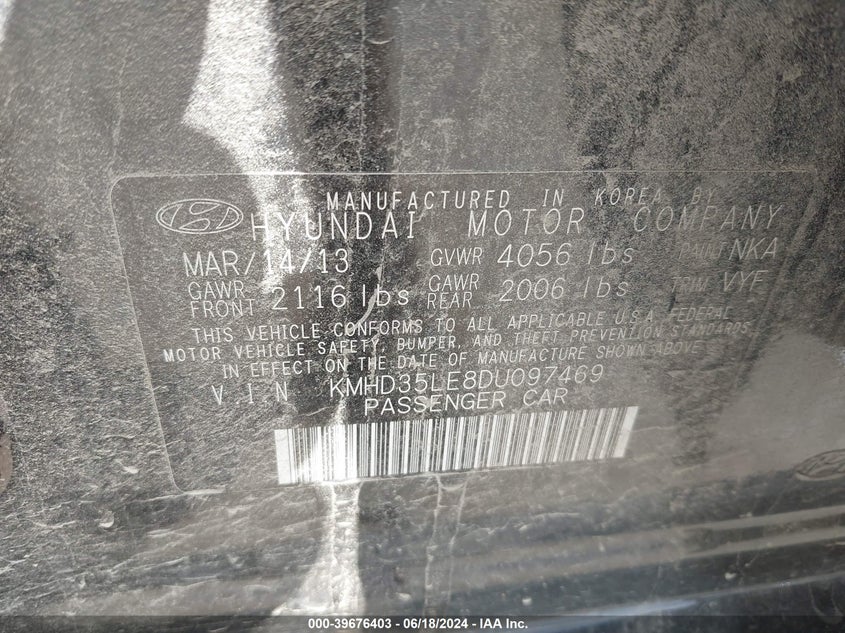 MANUFACTURED IN KOREA BY
HYUNDAI MOTOR COMPANY
MAR/14/13 GVWR 4056 lbs PAINT NKA
GAWR FRONT 2116 lbs GAWR REAR 2006 lbs TRIM VYF
THIS VEHICLE CONFORMS TO ALL APPLICABLE U.S.A. FEDERAL
MOTOR VEHICLE SAFETY, BUMPER, AND THEFT PREVENTION STANDARDS
IN EFFECT ON THE DATE OF MANUFACTURE SHOWN ABOVE
VIN KMHD35LE8DU097469
PASSENGER CAR
000-39676403 - 06/18/2024 - IAA Inc.